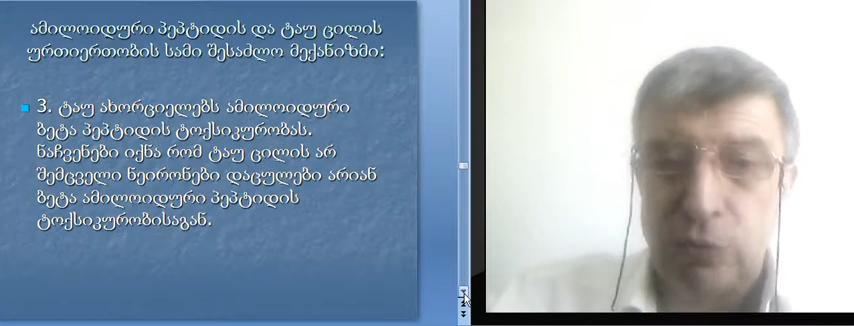 ამილოიდური პეპტიდის და ტაუ ცილის
ურთიერთობის სამი შესაძლო მექანიზმი:
3. ტაუ ახორციელებს ამილოიდური
ბეტა პეპტიდის ტოქსიკურობას.
ნაჩვენები იქნა რომ ტაუ ცილის არ
შემცველი ნეირონები დაცულები არიან
ბეტა ამილოიდური პეპტიდის
ტოქსიკურობისაგან.